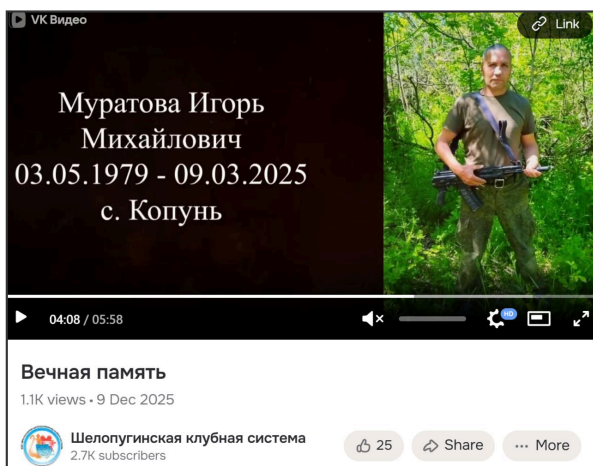 VK Видео
Link
Муратова Игорь
Михайлович
03.05.1979 - 09.03.2025
с. Копунь
04:08 / 05:58
HD
Вечная память
1.1K views • 9 Dec 2025
Шелопугинская клубная система
2.7K subscribers
25
Share
More